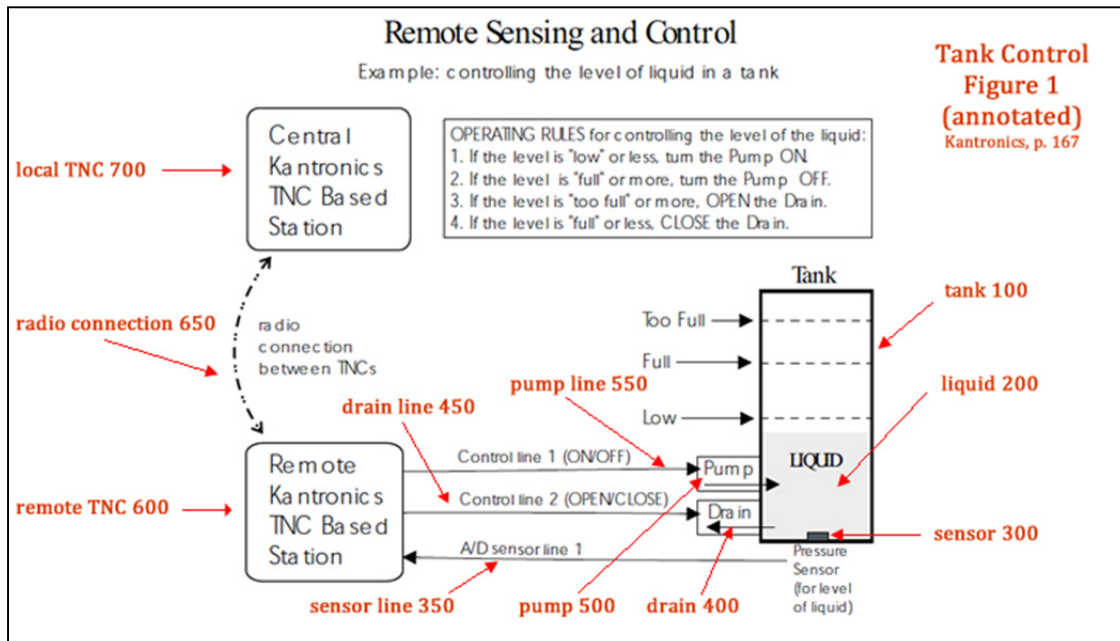 Remote Sensing and Control
Example: controlling the level of liquid in a tank
Tank Control
Figure 1
(annotated)
Kantronics, p. 167
local TNC 700
Central
Kantronics
TNC Based
Station
OPERATING RULES for controlling the level of the liquid:
1. If the level is "low" or less, turn the Pump ON.
2. If the level is "full" or more, turn the Pump OFF.
3. If the level is "too full" or more, OPEN the Drain.
4. If the level is "full" or less, CLOSE the Drain.
radio connection 650
radio
connection
between TNCs
Tank
tank 100
Too Full
Full
Low
liquid 200
pump line 550
drain line 450
remote TNC 600
Remote
Kantronics
TNC Based
Station
Control line 1 (ON/OFF)
Control line 2 (OPEN/CLOSE)
A/D sensor line 1
Pump
Drain
LIQUID
sensor 300
Pressure
Sensor
(for level
of liquid)
sensor line 350
pump 500
drain 400